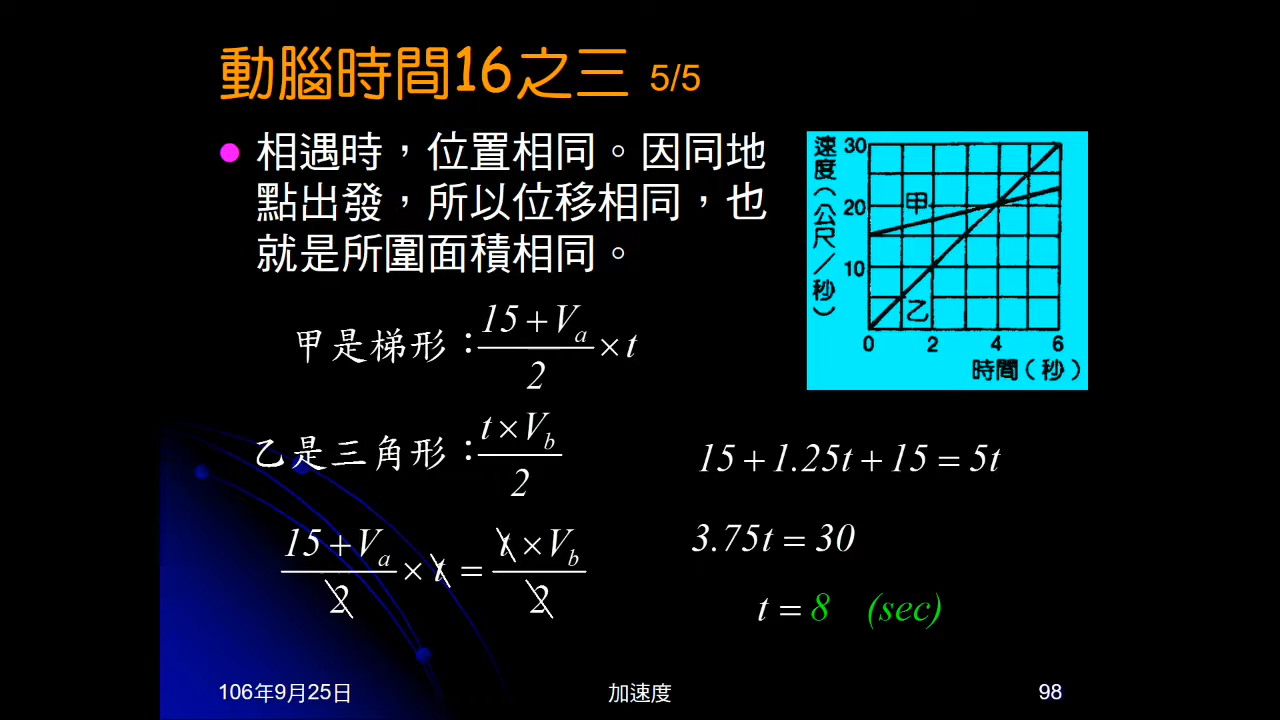 動腦時間16之三 5/5
相遇時，位置相同。因同地
點出發，所以位移相同，也
就是所圍面積相同。
速度(公尺/秒)
30
20
10
甲
乙
0 2 4 6
時間(秒)
甲是梯形：(15+Va)/2 × t
乙是三角形：(t×Vb)/2
(15+Va)/2 × t = (t×Vb)/2
15+1.25t+15=5t
3.75t=30
t=8 (sec)
106年9月25日
加速度
98